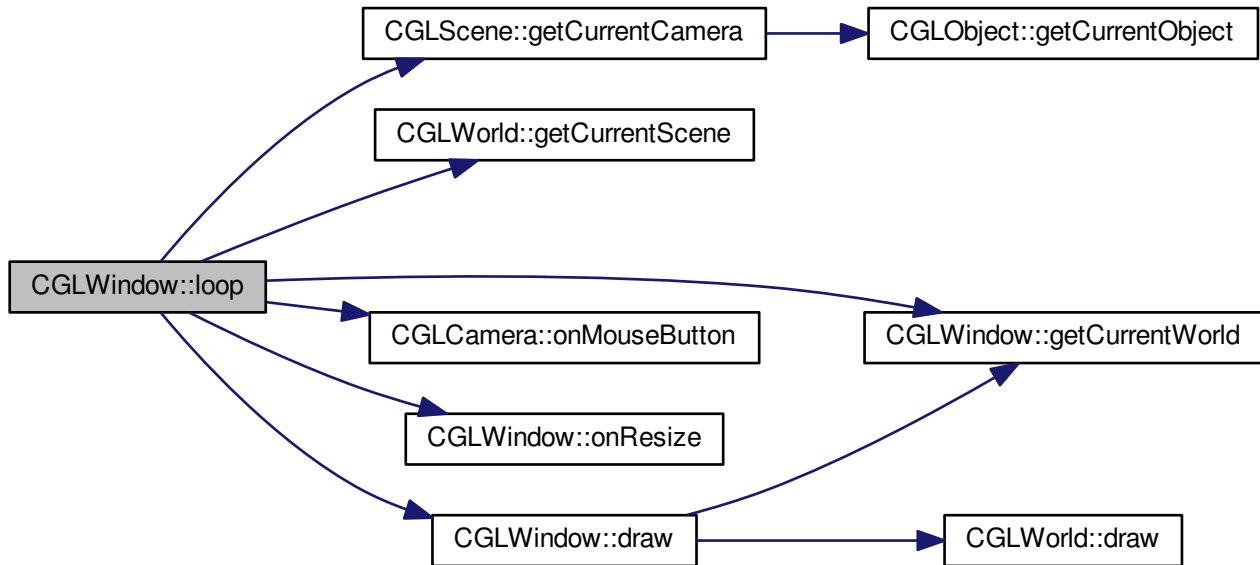 CGLScene::getCurrentCamera
CGLObject::getCurrentObject
CGLWorld::getCurrentScene
CGLWindow::loop
CGLCamera::onMouseButton
CGLWindow::getCurrentWorld
CGLWindow::onResize
CGLWindow::draw
CGLWorld::draw